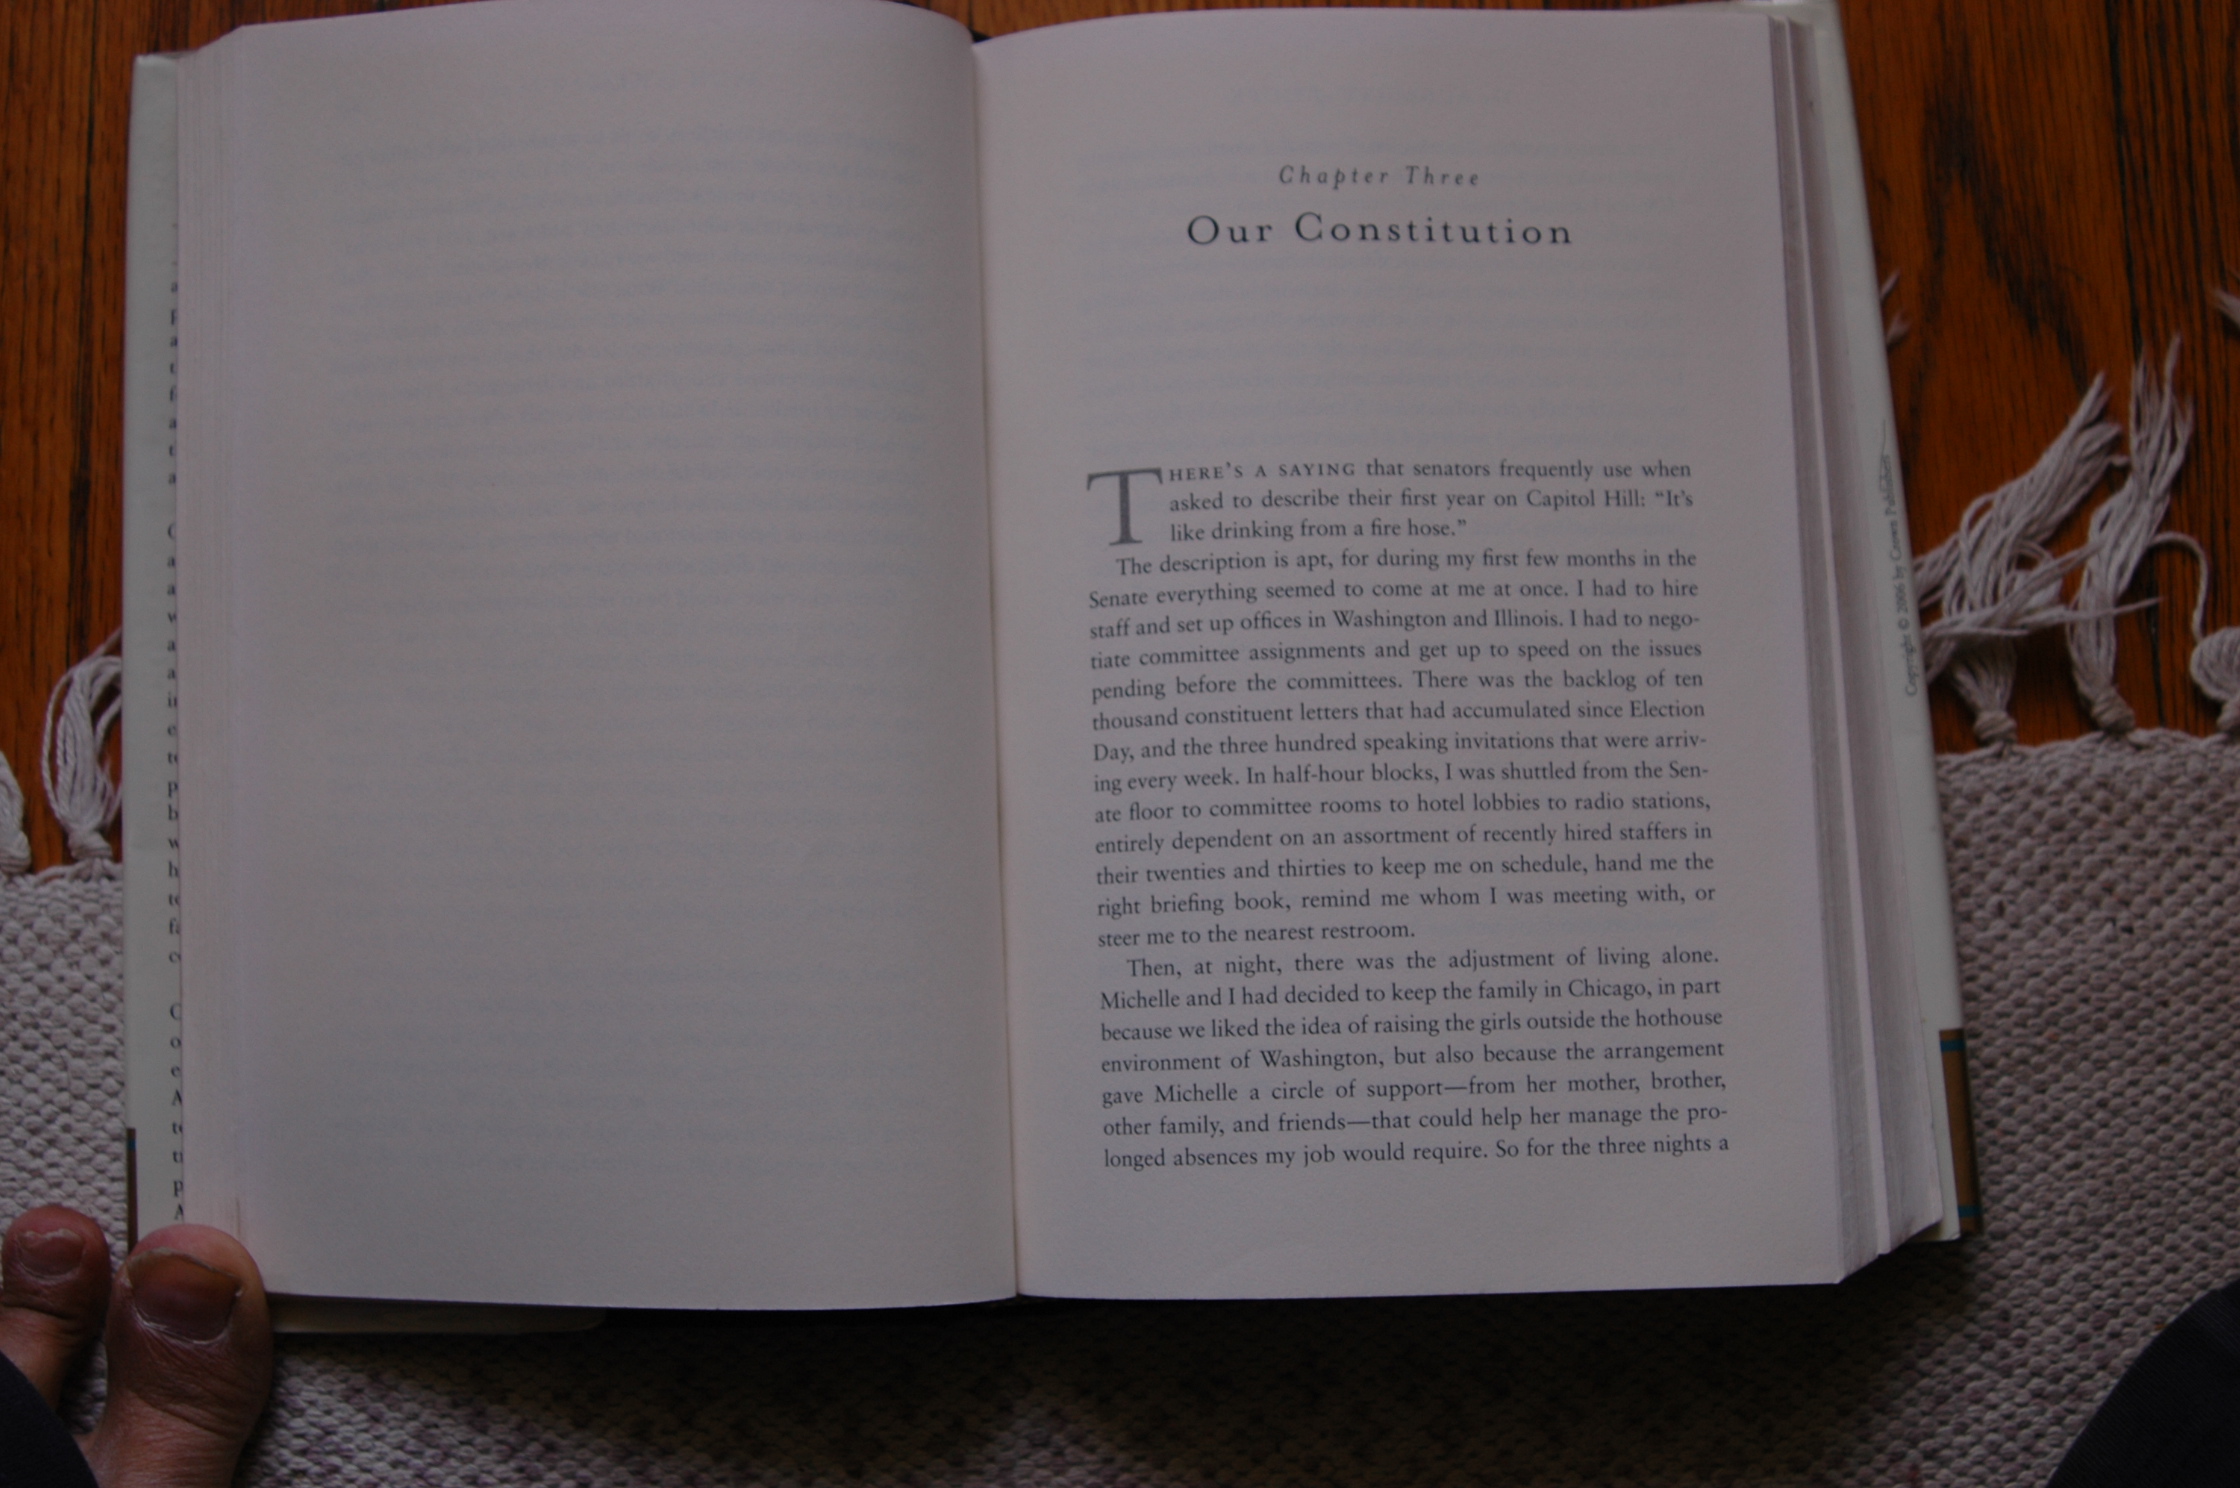 Chapter Three
Our Constitution
THERE'S A SAYING that senators frequently use when
asked to describe their first year on Capitol Hill: “It's
like drinking from a fire hose.”
The description is apt, for during my first few months in the
Senate everything seemed to come at me at once. I had to hire
staff and set up offices in Washington and Illinois. I had to nego-
tiate committee assignments and get up to speed on the issues
pending before the committees. There was the backlog of ten
thousand constituent letters that had accumulated since Election
Day, and the three hundred speaking invitations that were arriv-
ing every week. In half-hour blocks, I was shuttled from the Sen-
ate floor to committee rooms to hotel lobbies to radio stations,
entirely dependent on an assortment of recently hired staffers in
their twenties and thirties to keep me on schedule, hand me the
right briefing book, remind me whom I was meeting with, or
steer me to the nearest restroom.
Then, at night, there was the adjustment of living alone.
Michelle and I had decided to keep the family in Chicago, in part
because we liked the idea of raising the girls outside the hothouse
environment of Washington, but also because the arrangement
gave Michelle a circle of support—from her mother, brother,
other family, and friends—that could help her manage the pro-
longed absences my job would require. So for the three nights a
Copyright © 2006 by Crown Publishers